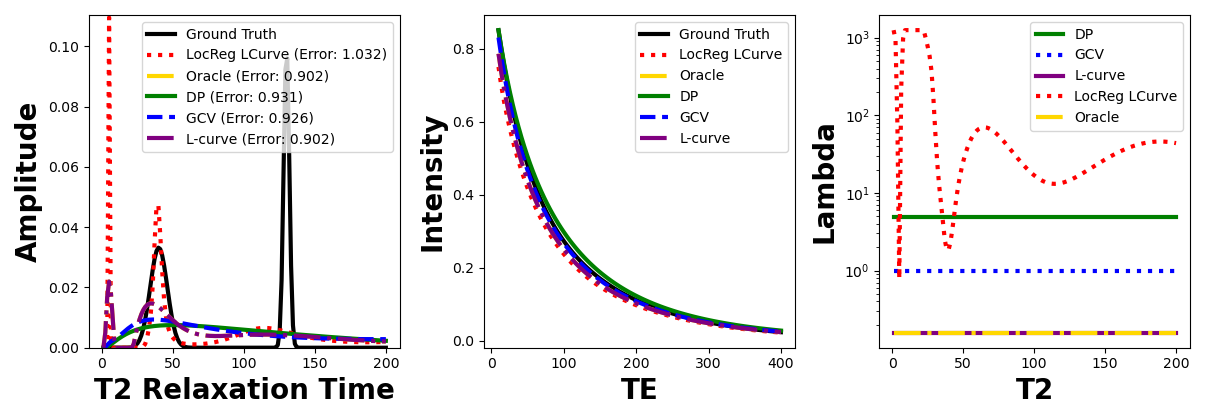 Amplitude
0.10
0.08
0.06
0.04
0.02
0.00
Ground Truth
LocReg LCurve (Error: 1.032)
Oracle (Error: 0.902)
DP (Error: 0.931)
GCV (Error: 0.926)
L-curve (Error: 0.902)
0 50 100 150 200
T2 Relaxation Time
Intensity
0.8
0.6
0.4
0.2
0.0
Ground Truth
LocReg LCurve
Oracle
DP
GCV
L-curve
0 100 200 300 400
TE
Lambda
10³
10²
10¹
10⁰
DP
GCV
L-curve
LocReg LCurve
Oracle
0 50 100 150 200
T2